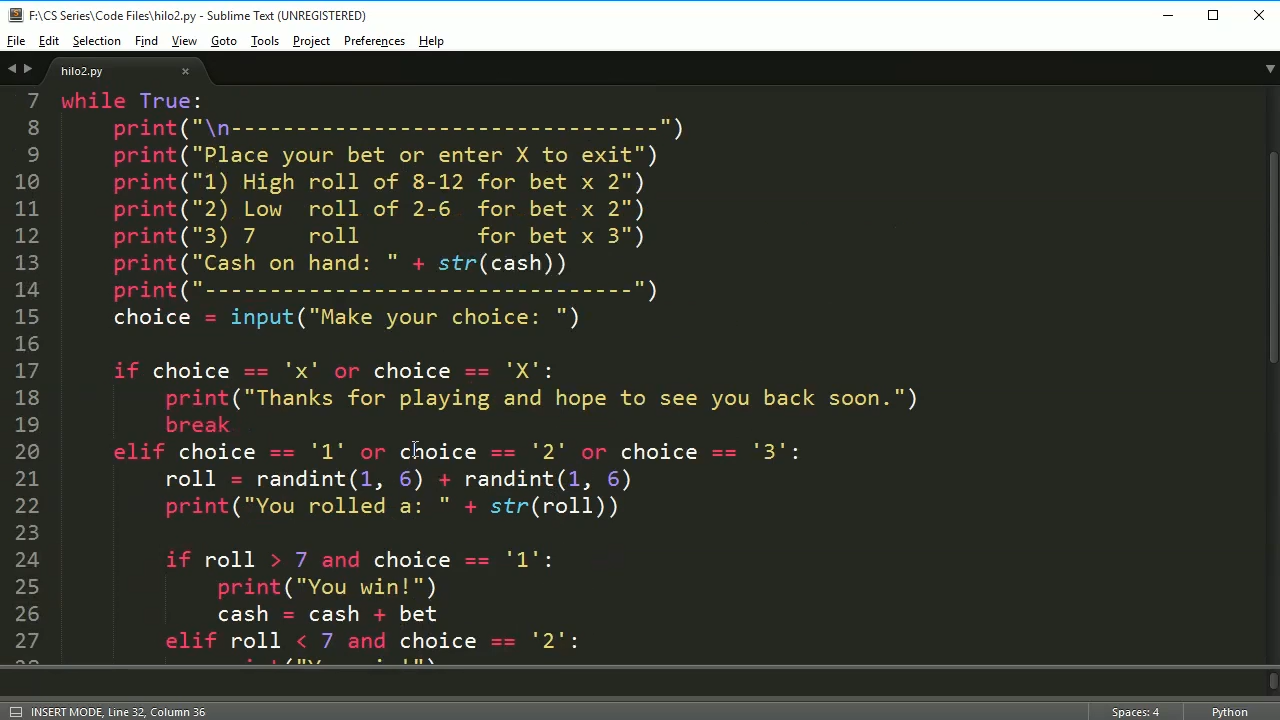 F:\CS Series\Code Files\hilo2.py - Sublime Text (UNREGISTERED)
File Edit Selection Find View Goto Tools Project Preferences Help
hilo2.py ×
7 while True:
8     print("\n---------------------------------")
9     print("Place your bet or enter X to exit")
10     print("1) High roll of 8-12 for bet x 2")
11     print("2) Low  roll of 2-6  for bet x 2")
12     print("3) 7    roll         for bet x 3")
13     print("Cash on hand: " + str(cash))
14     print("---------------------------------")
15     choice = input("Make your choice: ")
16
17     if choice == 'x' or choice == 'X':
18         print("Thanks for playing and hope to see you back soon.")
19         break
20     elif choice == '1' or choice == '2' or choice == '3':
21         roll = randint(1, 6) + randint(1, 6)
22         print("You rolled a: " + str(roll))
23
24         if roll > 7 and choice == '1':
25             print("You win!")
26             cash = cash + bet
27         elif roll < 7 and choice == '2':
INSERT MODE, Line 32, Column 36 Spaces: 4 Python